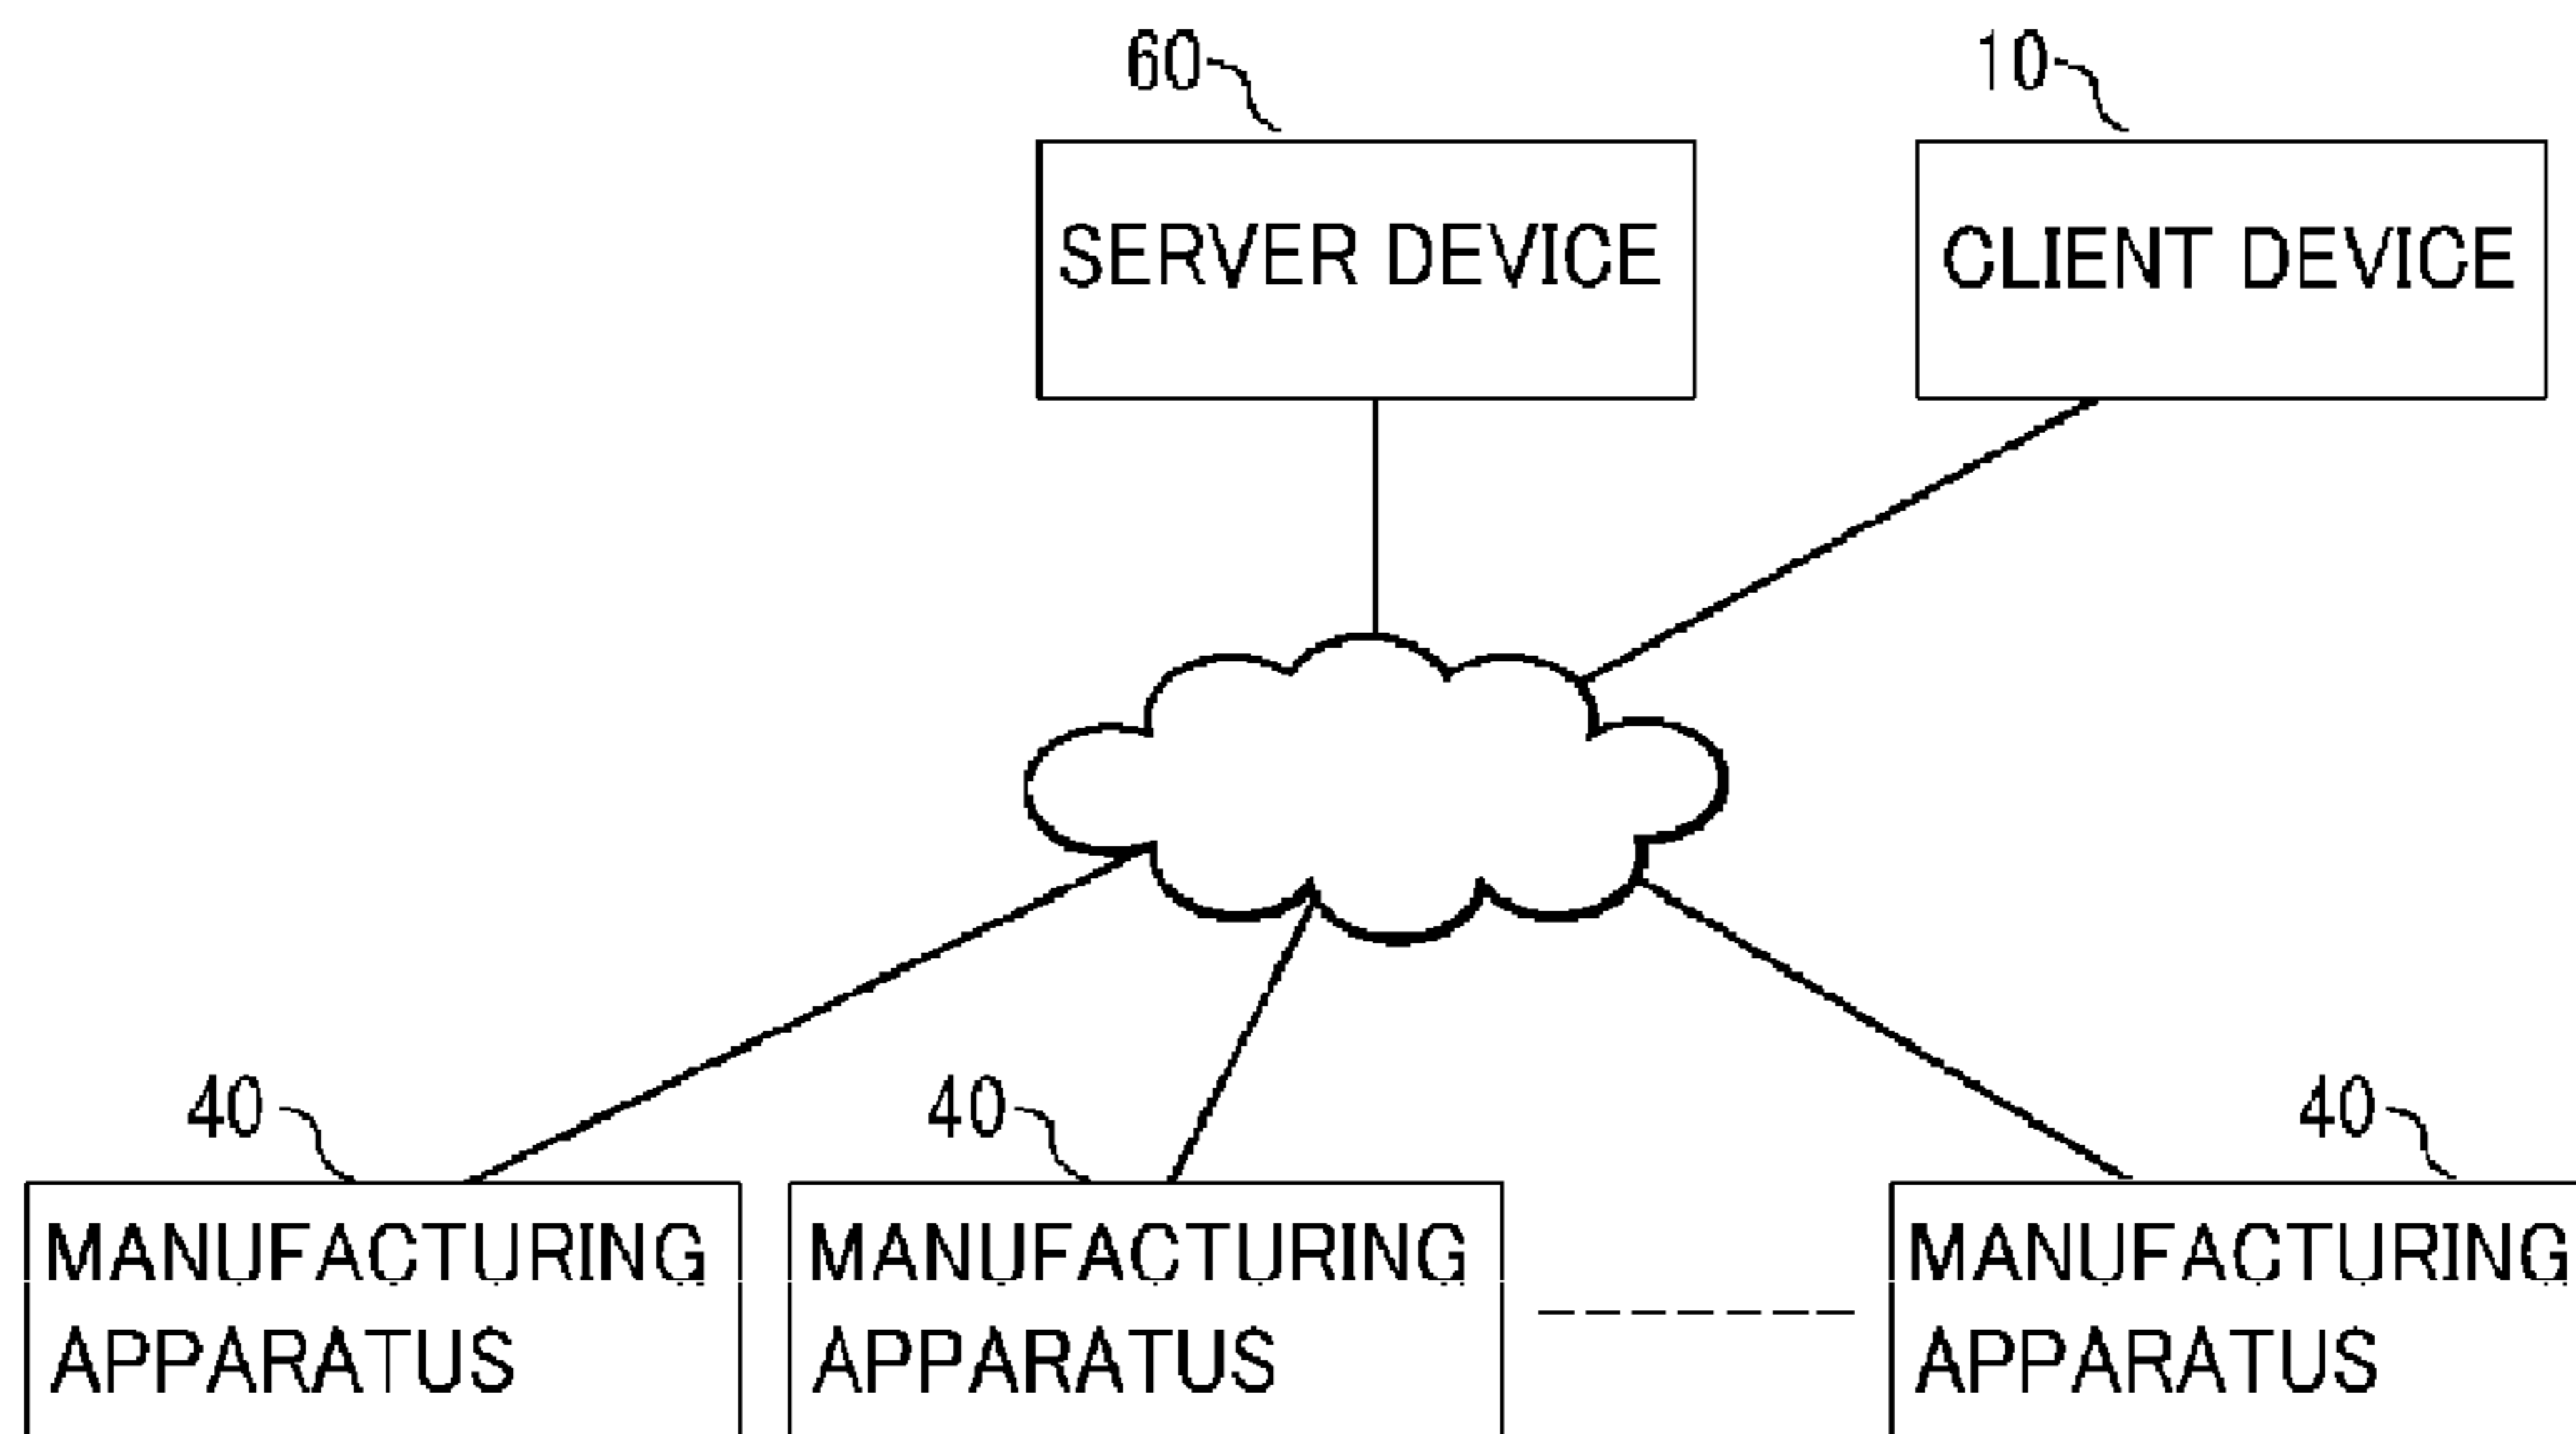 60
10
SERVER DEVICE
CLIENT DEVICE
40
40
40
MANUFACTURING
APPARATUS
MANUFACTURING
APPARATUS
MANUFACTURING
APPARATUS